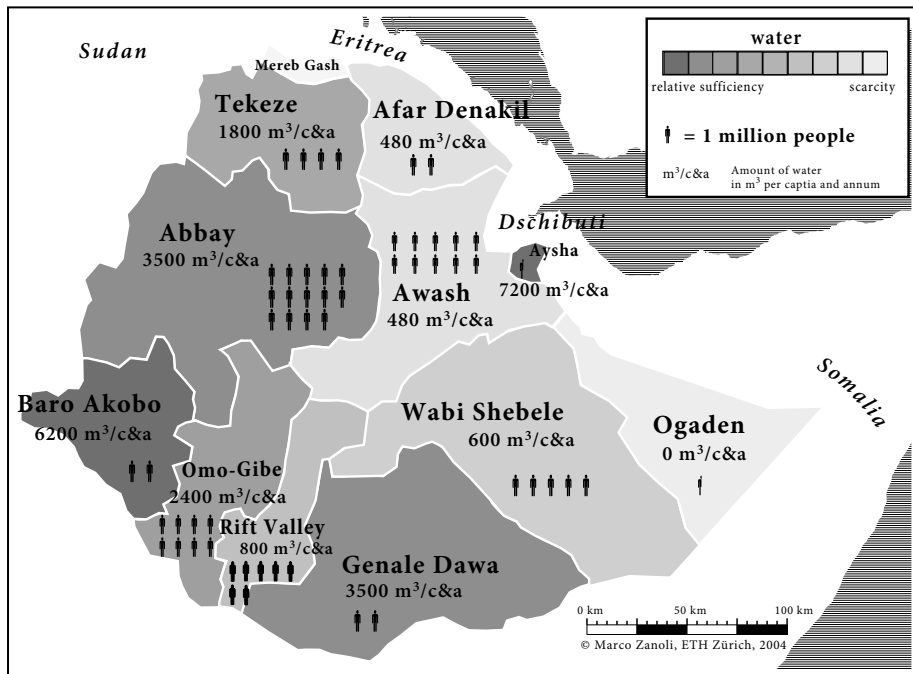 Sudan
Eritrea
Mereb Gash
Tekeze
1800 m³/c&a
Afar Denakil
480 m³/c&a
water
relative sufficiency
scarcity
= 1 million people
m³/c&a
Amount of water
in m³ per captia and annum
Abbay
3500 m³/c&a
Dschibuti
Aysha
7200 m³/c&a
Awash
480 m³/c&a
Baro Akobo
6200 m³/c&a
Wabi Shebele
600 m³/c&a
Ogaden
0 m³/c&a
Somalia
Omo-Gibe
2400 m³/c&a
Rift Valley
800 m³/c&a
Genale Dawa
3500 m³/c&a
0 km
50 km
100 km
© Marco Zanoli, ETH Zürich, 2004